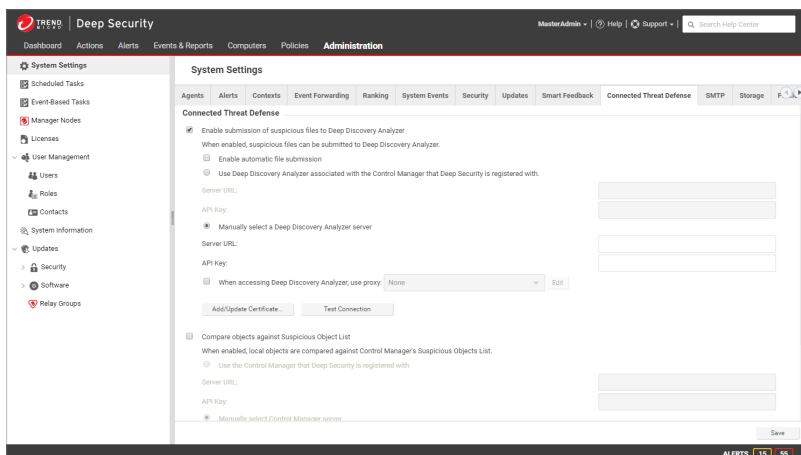 TREND MICRO | Deep Security
MasterAdmin | Help | Support | Search Help Center
Dashboard Actions Alerts Events & Reports Computers Policies Administration
System Settings
Scheduled Tasks
Event-Based Tasks
Manager Nodes
Licenses
User Management
Users
Roles
Contacts
System Information
Updates
Security
Software
Relay Groups
System Settings
Agents Alerts Contexts Event Forwarding Ranking System Events Security Updates Smart Feedback Connected Threat Defense SMTP Storage
Connected Threat Defense
Enable submission of suspicious files to Deep Discovery Analyzer
When enabled, suspicious files can be submitted to Deep Discovery Analyzer.
Enable automatic file submission
Use Deep Discovery Analyzer associated with the Control Manager that Deep Security is registered with.
Server URL:
API Key:
Manually select a Deep Discovery Analyzer server
Server URL:
API Key:
When accessing Deep Discovery Analyzer, use proxy: None Edit
Add/Update Certificate... Test Connection
Compare objects against Suspicious Object List
When enabled, local objects are compared against Control Manager's Suspicious Objects List.
Use the Control Manager that Deep Security is registered with
Server URL:
API Key:
Manually select Control Manager server
Save
ALERTS 15 55